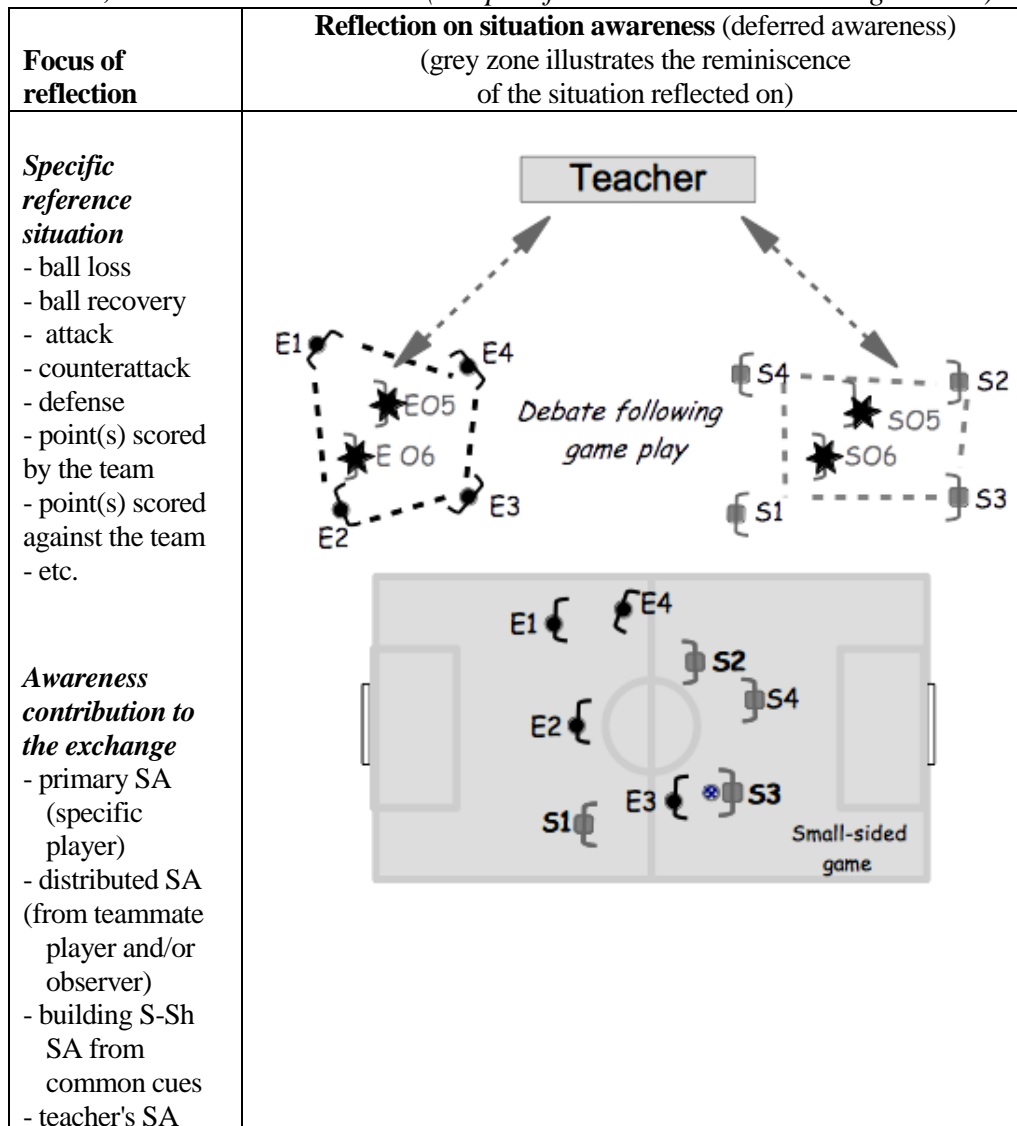 Focus of
reflection
Reflection on situation awareness (deferred awareness)
(grey zone illustrates the reminiscence
of the situation reflected on)
Specific
reference
situation
- ball loss
- ball recovery
- attack
- counterattack
- defense
- point(s) scored
by the team
- point(s) scored
against the team
- etc.
Awareness
contribution to
the exchange
- primary SA
(specific
player)
- distributed SA
(from teammate
player and/or
observer)
- building S-Sh
SA from
common cues
- teacher's SA
Teacher
E1
E4
EO5
E O6
E2
E3
Debate following
game play
S4
S2
SO5
SO6
S1
S3
E1
E4
S2
S4
E2
E3
S3
S1
Small-sided
game